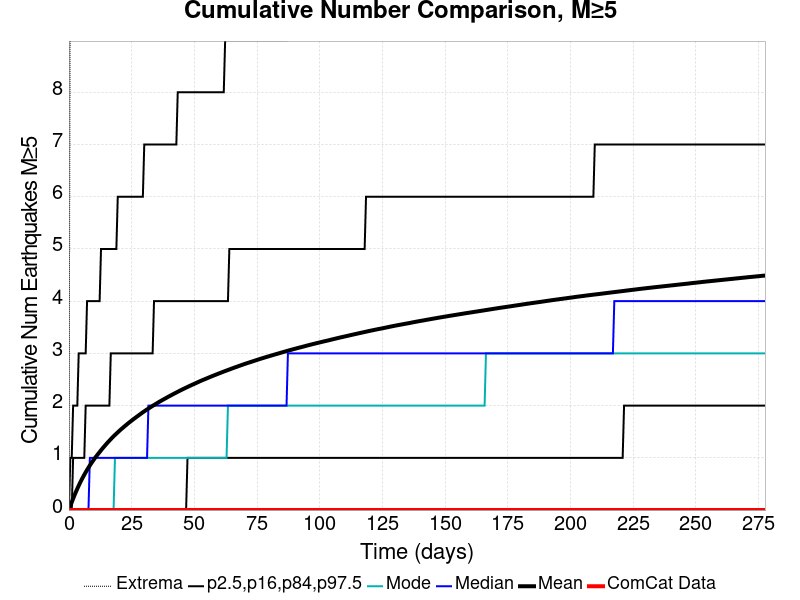 Cumulative Number Comparison, M≥5
Cumulative Num Earthquakes M≥5
8
7
6
5
4
3
2
1
0
0 25 50 75 100 125 150 175 200 225 250 275
Time (days)
Extrema p2.5,p16,p84,p97.5 Mode Median Mean ComCat Data